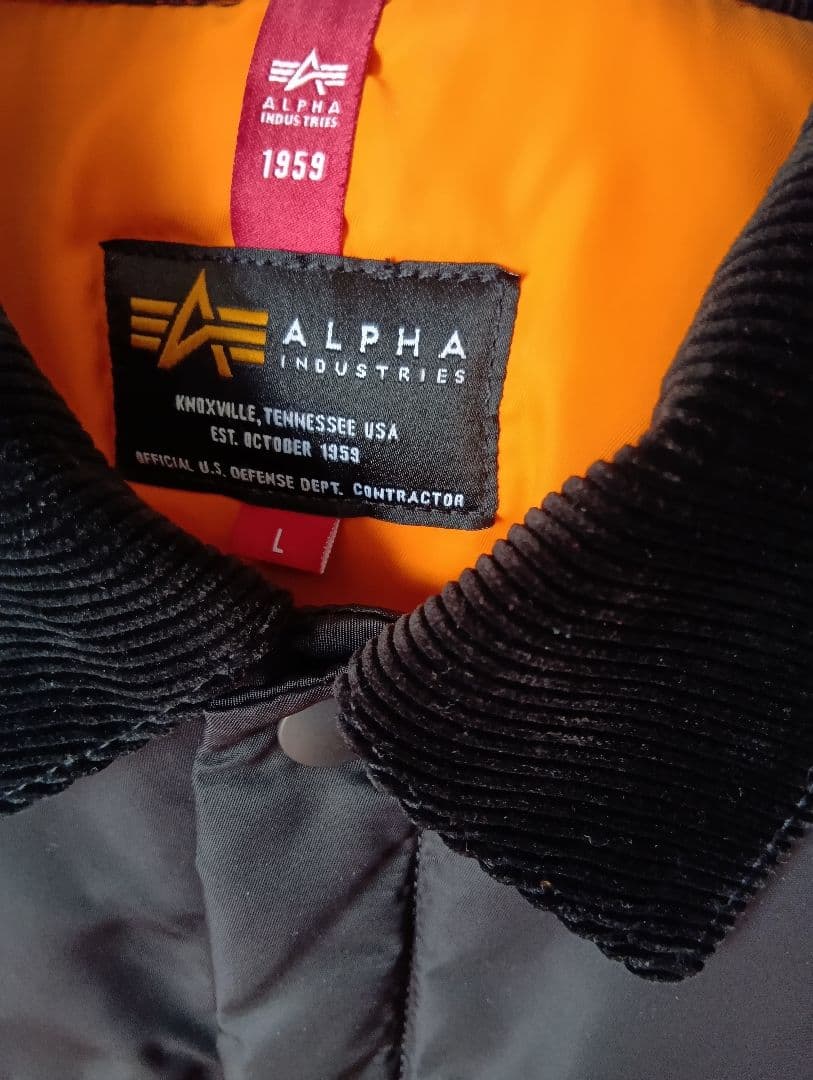 ALPHA
INDUSTRIES
1959
ALPHA
INDUSTRIES
KNOXVILLE, TENNESSEE USA
EST. OCTOBER 1959
OFFICIAL U.S. DEFENSE DEPT. CONTRACTOR
L